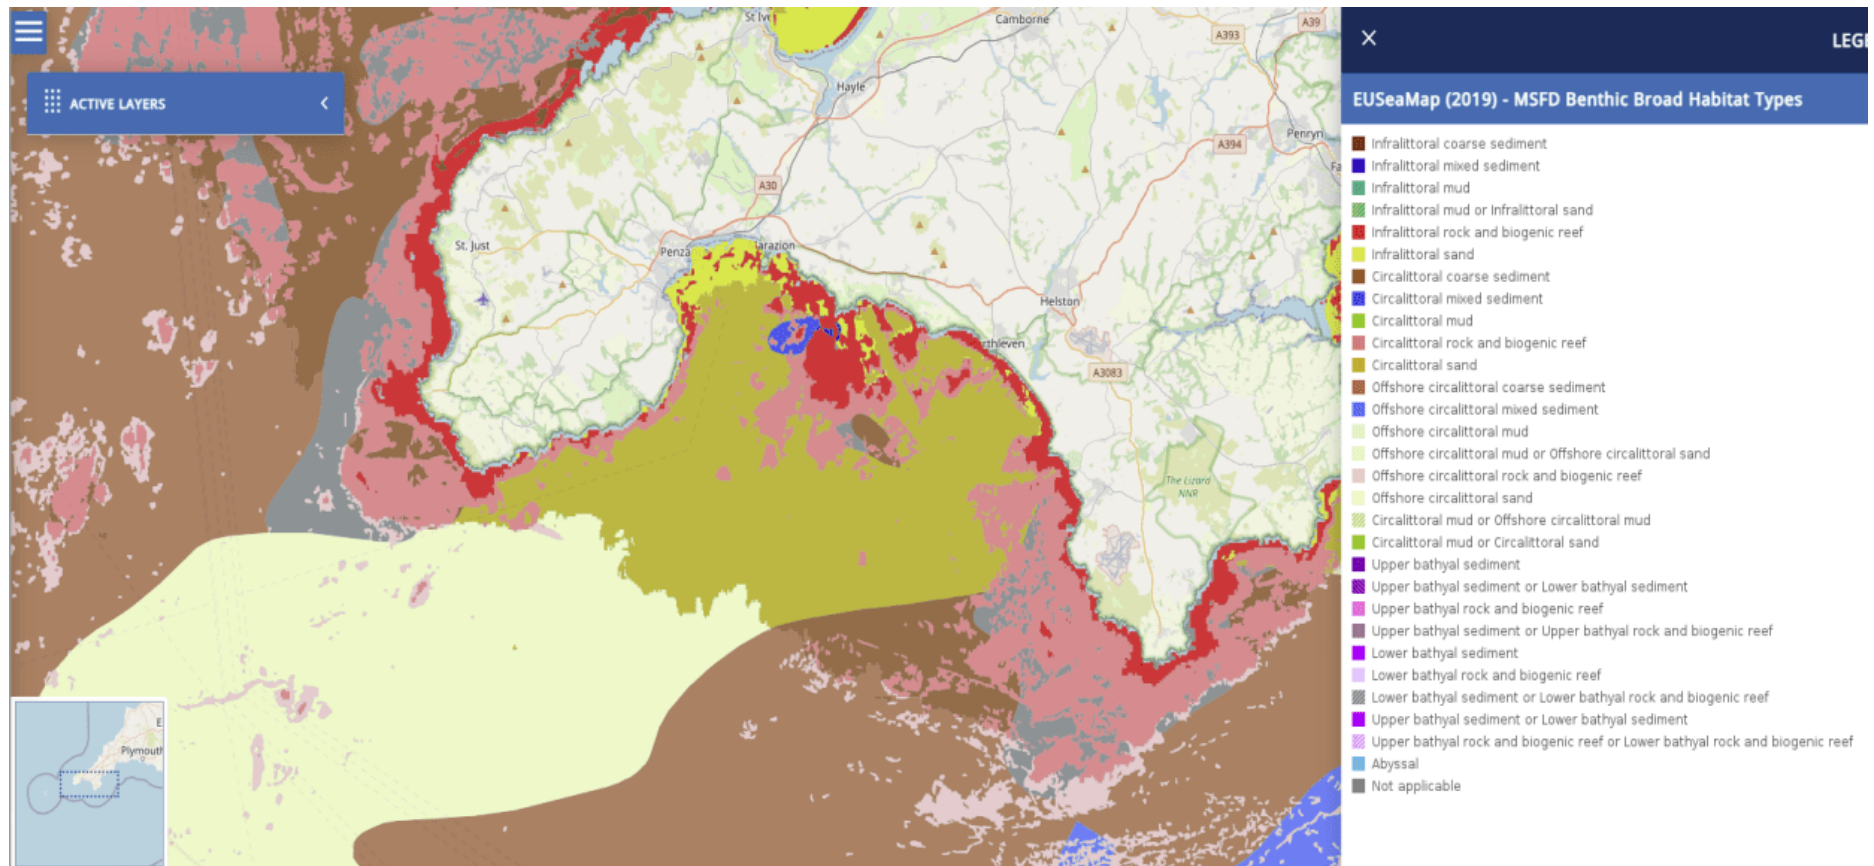 St Ive
Camborne
A39
A393
LEGE
ACTIVE LAYERS
Hayle
EUSeaMap (2019) - MSFD Benthic Broad Habitat Types
Penryn
A394
Fa
A30
St. Just
Penza
Marazion
Helston
rthleven
A3083
The Lizard
NNR
E
Plymouth
Infralittoral coarse sediment
Infralittoral mixed sediment
Infralittoral mud
Infralittoral mud or Infralittoral sand
Infralittoral rock and biogenic reef
Infralittoral sand
Circalittoral coarse sediment
Circalittoral mixed sediment
Circalittoral mud
Circalittoral rock and biogenic reef
Circalittoral sand
Offshore circalittoral coarse sediment
Offshore circalittoral mixed sediment
Offshore circalittoral mud
Offshore circalittoral mud or Offshore circalittoral sand
Offshore circalittoral rock and biogenic reef
Offshore circalittoral sand
Circalittoral mud or Offshore circalittoral mud
Circalittoral mud or Circalittoral sand
Upper bathyal sediment
Upper bathyal sediment or Lower bathyal sediment
Upper bathyal rock and biogenic reef
Upper bathyal sediment or Upper bathyal rock and biogenic reef
Lower bathyal sediment
Lower bathyal rock and biogenic reef
Lower bathyal sediment or Lower bathyal rock and biogenic reef
Upper bathyal sediment or Lower bathyal sediment
Upper bathyal rock and biogenic reef or Lower bathyal rock and biogenic reef
Abyssal
Not applicable